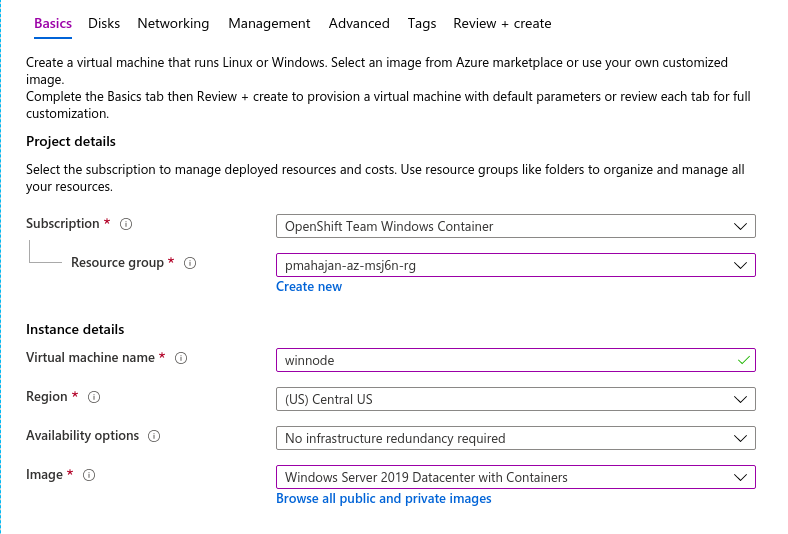 Basics Disks Networking Management Advanced Tags Review + create
Create a virtual machine that runs Linux or Windows. Select an image from Azure marketplace or use your own customized
image.
Complete the Basics tab then Review + create to provision a virtual machine with default parameters or review each tab for full
customization.
Project details
Select the subscription to manage deployed resources and costs. Use resource groups like folders to organize and manage all
your resources.
Subscription * OpenShift Team Windows Container
Resource group * pmahajan-az-msj6n-rg
Create new
Instance details
Virtual machine name * winnode
Region * (US) Central US
Availability options No infrastructure redundancy required
Image * Windows Server 2019 Datacenter with Containers
Browse all public and private images